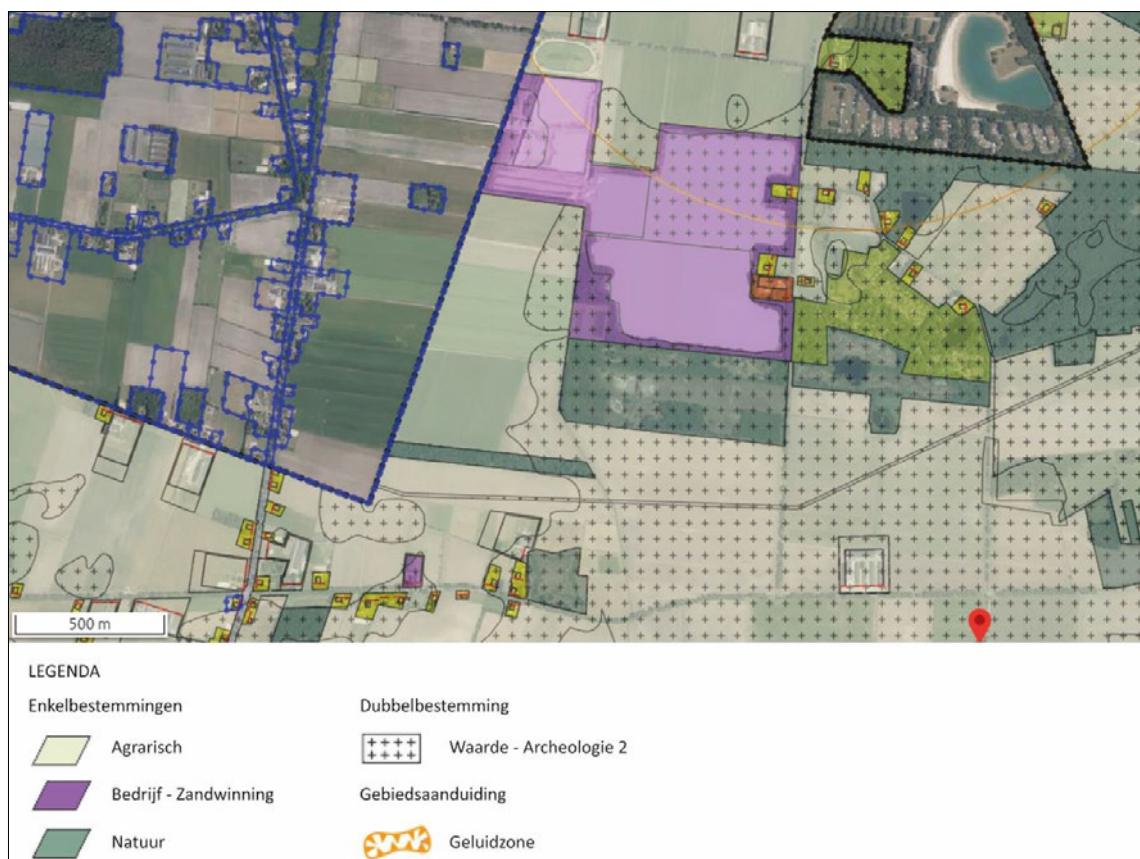 500 m
LEGENDA
Enkelbestemmingen
Dubbelbestemming
Agrarisch
Waarde - Archeologie 2
Bedrijf - Zandwinning
Gebiedsaanduiding
Natuur
Geluidzone